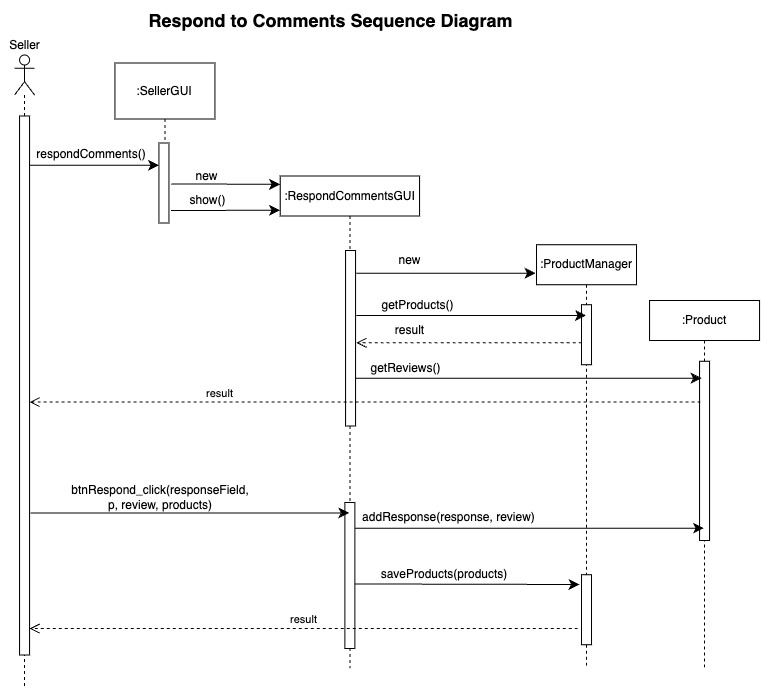 Respond to Comments Sequence Diagram
Seller
:SellerGUI
respondComments()
new
show()
:RespondCommentsGUI
new
:ProductManager
getProducts()
result
:Product
getReviews()
result
btnRespond_click(responseField,
p, review, products)
addResponse(response, review)
saveProducts(products)
result